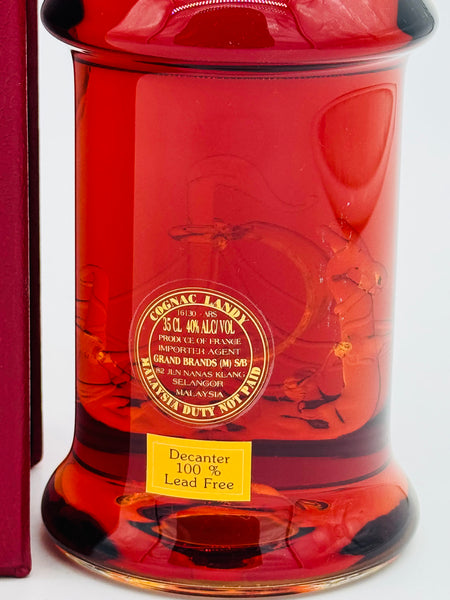 COGNAC LANDY
16130 - ARS
35 CL 40% ALC/VOL
PRODUCE OF FRANCE
IMPORTER AGENT
GRAND BRANDS (M) S/B
82 JLN NANAS KLANG
SELANGOR
MALAYSIA
MALAYSIA DUTY NOT PAID
Decanter
100 %
Lead Free